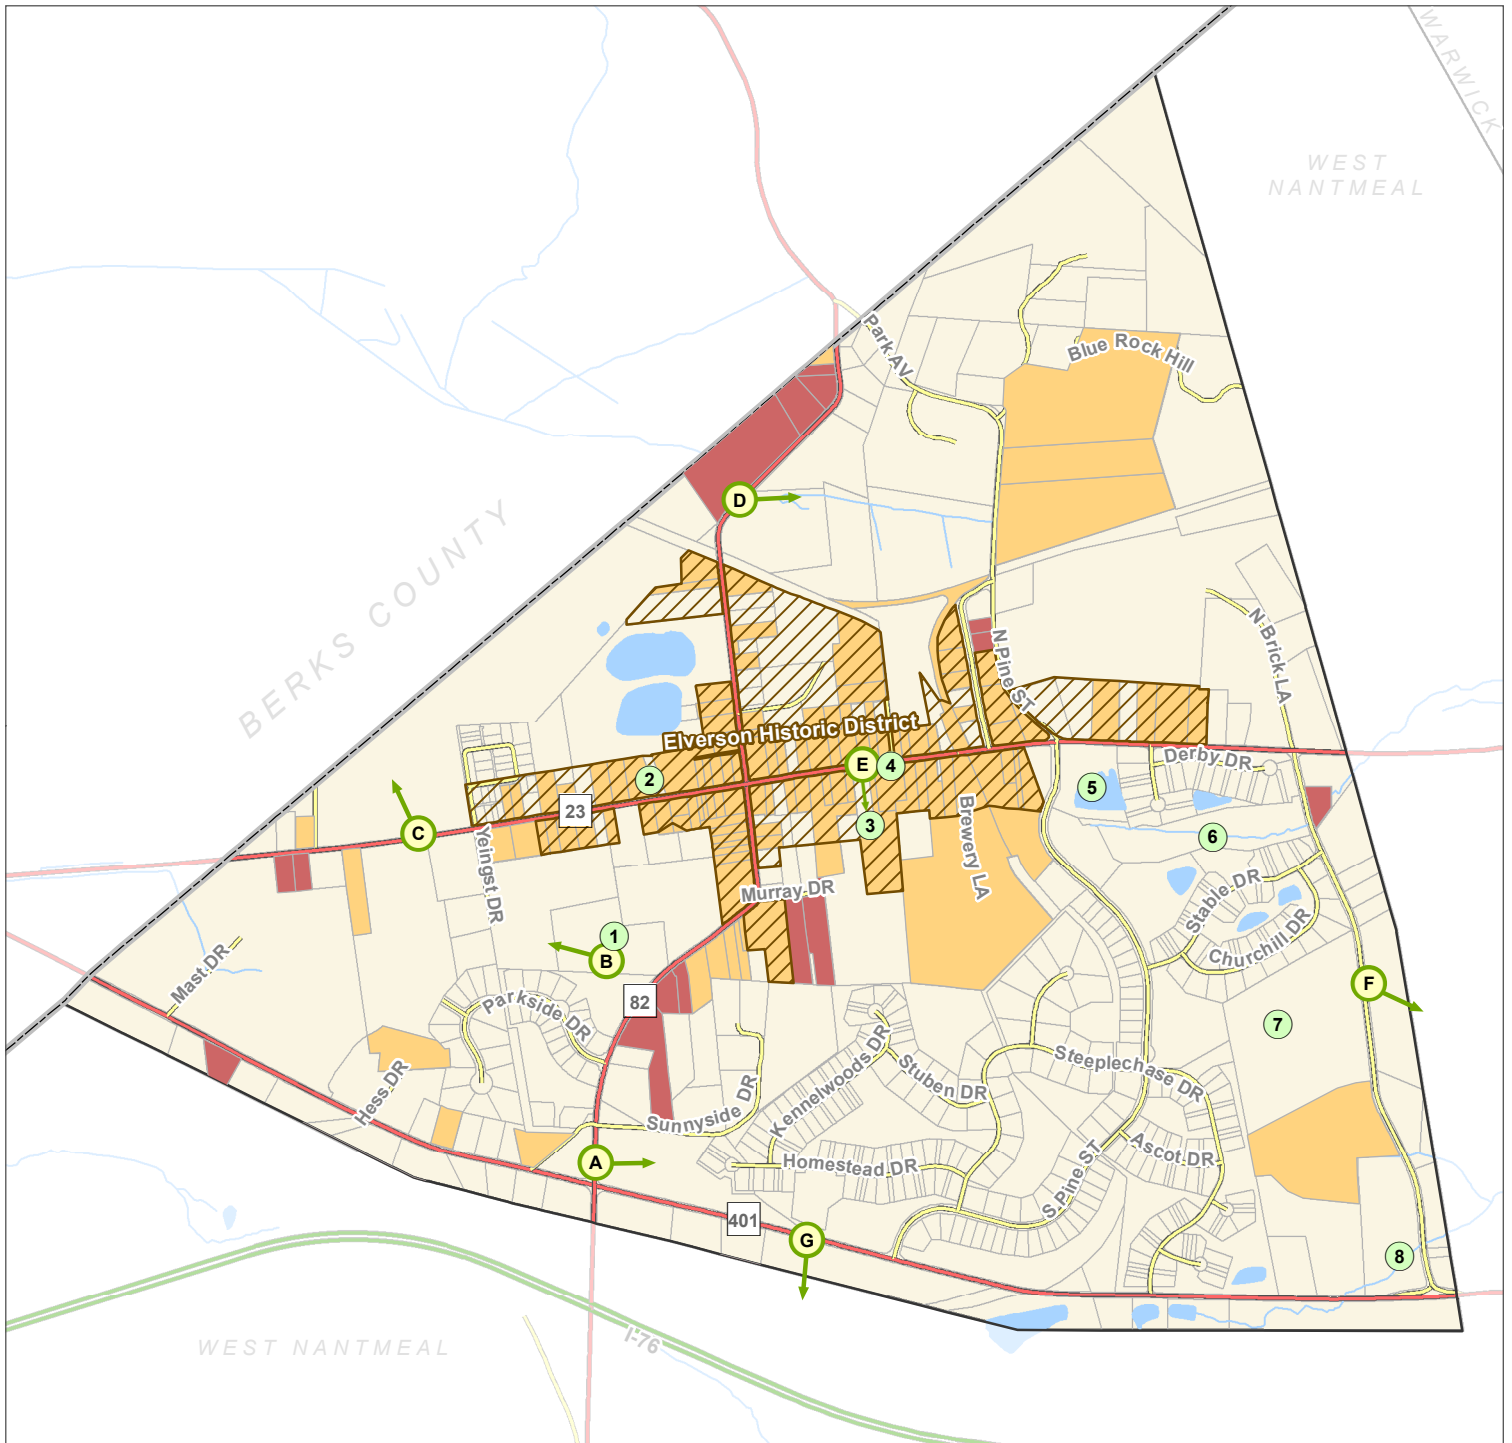 WARWICK
WEST
NANTMEAL
Park AV
Blue Rock Hill
BERKS COUNTY
D
N Pine ST
N Brick LA
Elverson Historic District
Derby DR
E
4
2
5
23
3
6
C
Yeingst DR
Brewery LA
Murray DR
Stable DR
Churchill DR
1
B
Mast DR
F
82
Parkside DR
7
Kennelwoods DR
Stuben DR
Steeplechase DR
Hess DR
Sunnyside DR
Ascot DR
A
Homestead DR
S Pine ST
401
G
8
WEST NANTMEAL
I-76